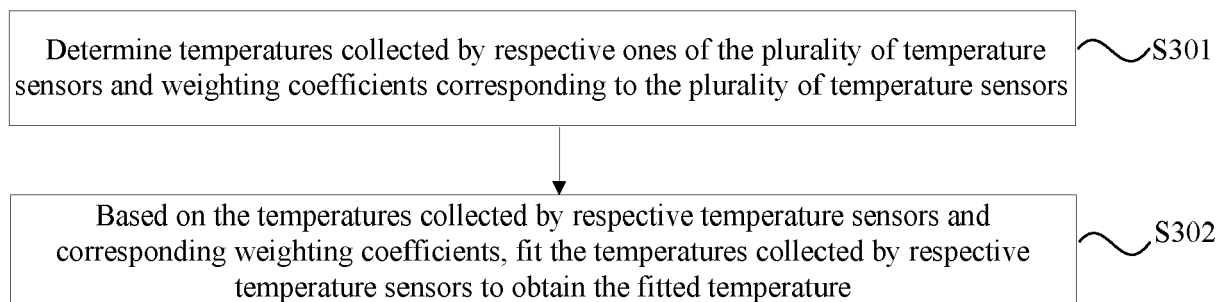 Determine temperatures collected by respective ones of the plurality of temperature
sensors and weighting coefficients corresponding to the plurality of temperature sensors
S301
Based on the temperatures collected by respective temperature sensors and
corresponding weighting coefficients, fit the temperatures collected by respective
temperature sensors to obtain the fitted temperature
S302